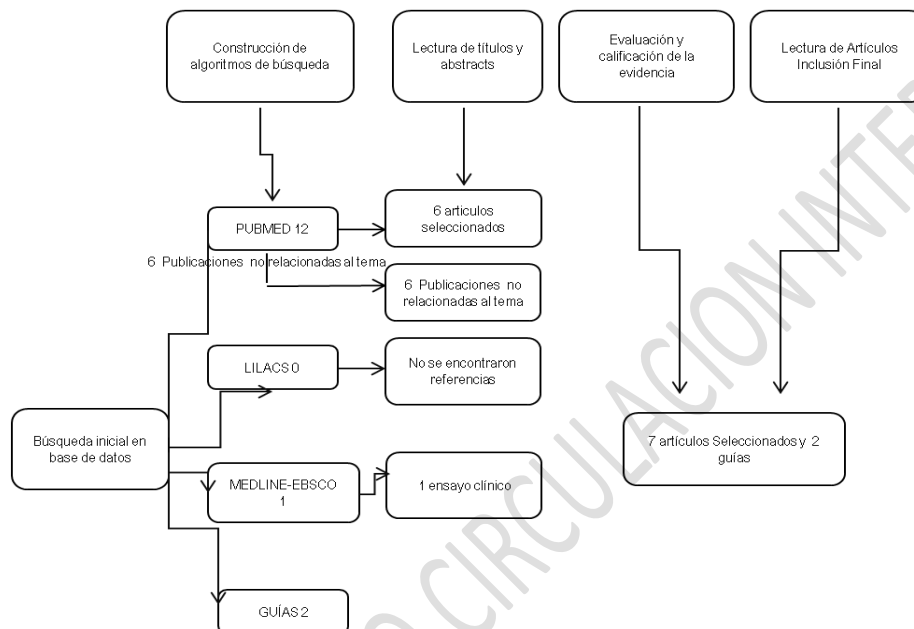 Construcción de
algoritmos de búsqueda
Lectura de títulos y
abstracts
Evaluación y
calificación de la
evidencia
Lectura de Artículos
Inclusión Final
PUBMED 12
6 articulos
seleccionados
6 Publicaciones no relacionadas al tema
6 Publicaciones no
relacionadas al tema
LILACS 0
No se encontraron
referencias
Búsqueda inicial en
base de datos
7 artículos Seleccionados y 2
guías
MEDLINE-EBSCO
1
1 ensayo clínico
GUÍAS 2
CIRCULACION